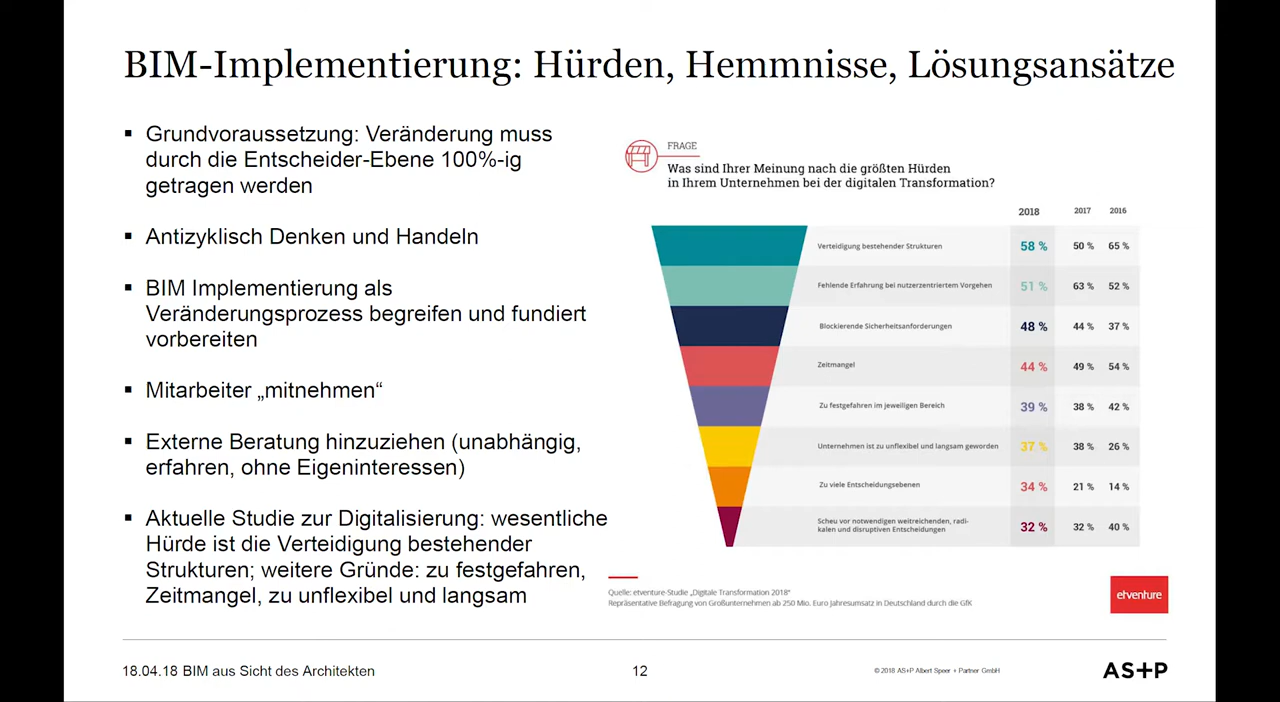 BIM-Implementierung: Hürden, Hemmnisse, Lösungsansätze
▪ Grundvoraussetzung: Veränderung muss
durch die Entscheider-Ebene 100%-ig
getragen werden
▪ Antizyklisch Denken und Handeln
▪ BIM Implementierung als
Veränderungsprozess begreifen und fundiert
vorbereiten
▪ Mitarbeiter „mitnehmen“
▪ Externe Beratung hinzuziehen (unabhängig,
erfahren, ohne Eigeninteressen)
▪ Aktuelle Studie zur Digitalisierung: wesentliche
Hürde ist die Verteidigung bestehender
Strukturen; weitere Gründe: zu festgefahren,
Zeitmangel, zu unflexibel und langsam
FRAGE
Was sind Ihrer Meinung nach die größten Hürden
in Ihrem Unternehmen bei der digitalen Transformation?
2018 2017 2016
Verteidigung bestehender Strukturen 58 % 50 % 65 %
Fehlende Erfahrung bei nutzerzentriertem Vorgehen 51 % 63 % 52 %
Blockierende Sicherheitsanforderungen 48 % 44 % 37 %
Zeitmangel 44 % 49 % 54 %
Zu festgefahren im jeweiligen Bereich 39 % 38 % 42 %
Unternehmen ist zu unflexibel und langsam geworden 37 % 38 % 26 %
Zu viele Entscheidungsebenen 34 % 21 % 14 %
Scheu vor notwendigen weitreichenden, radi-
kalen und disruptiven Entscheidungen 32 % 32 % 40 %
Quelle: etventure-Studie „Digitale Transformation 2018“
Repräsentative Befragung von Großunternehmen ab 250 Mio. Euro Jahresumsatz in Deutschland durch die GfK
etventure
18.04.18 BIM aus Sicht des Architekten
12
© 2018 AS+P Albert Speer + Partner GmbH
AS+P